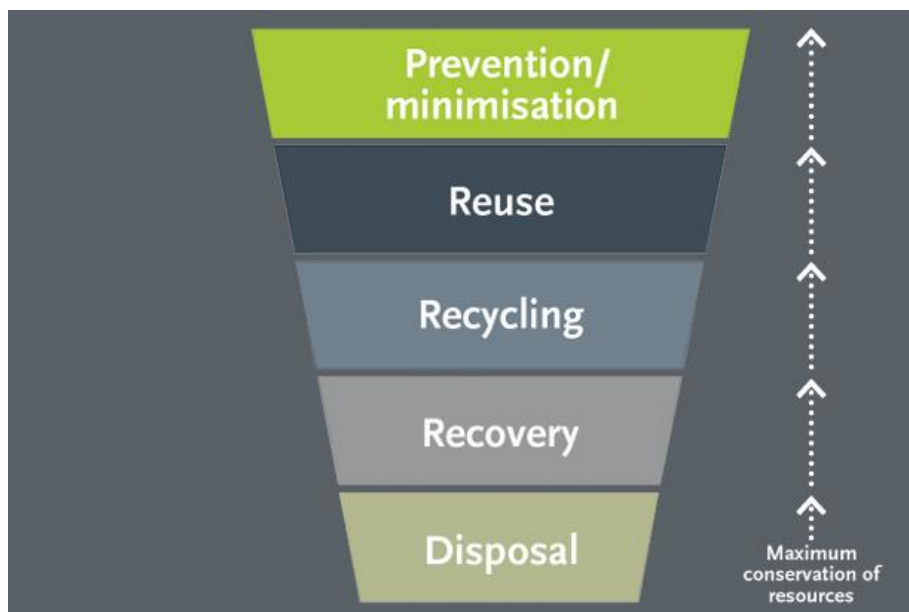 Prevention/
minimisation
Reuse
Recycling
Recovery
Disposal
Maximum
conservation of
resources